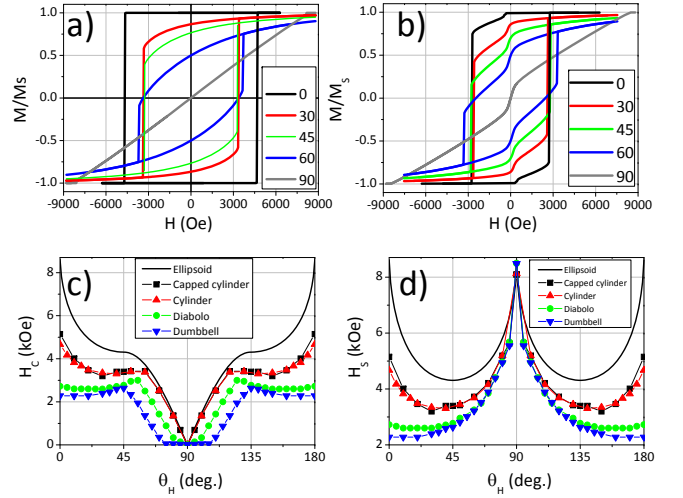 a)
M/Ms
1.0
0.5
0.0
-0.5
-1.0
0
30
45
60
90
-9000 -6000 -3000 0 3000 6000 9000
H (Oe)
b)
M/Ms
1.0
0.5
0.0
-0.5
-1.0
0
30
45
60
90
-9000 -6000 -3000 0 3000 6000 9000
H (Oe)
c)
Ellipsoid
Capped cylinder
Cylinder
Diabolo
Dumbbell
HC (kOe)
8
6
4
2
0
0 45 90 135 180
θH (deg.)
d)
Ellipsoid
Capped cylinder
Cylinder
Diabolo
Dumbbell
HS (kOe)
8
6
4
2
0 45 90 135 180
θH (deg.)